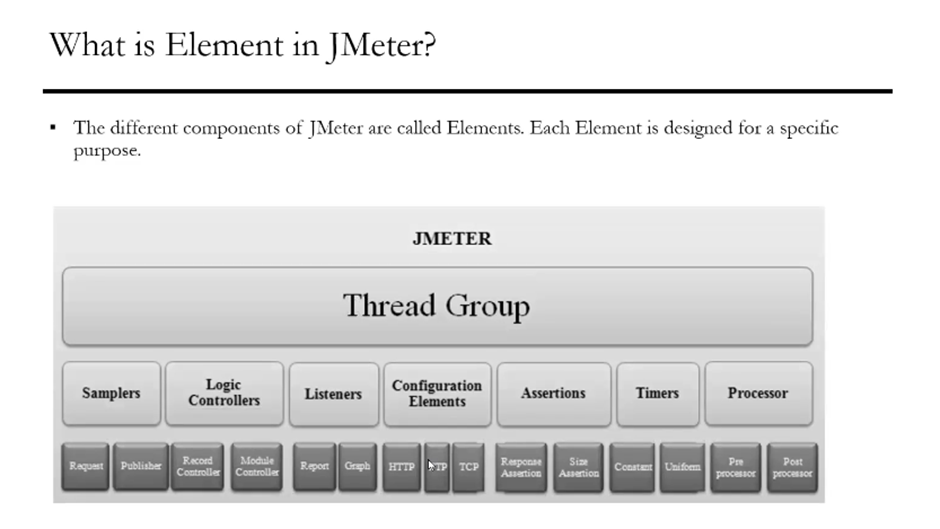 What is Element in JMeter?
▪ The different components of JMeter are called Elements. Each Element is designed for a specific
purpose.
JMETER
Thread Group
Samplers
Logic
Controllers
Listeners
Configuration
Elements
Assertions
Timers
Processor
Request
Publisher
Record
Controller
Module
Controller
Report
Graph
HTTP
TCP
Response
Assertion
Size
Assertion
Constant
Uniform
Pre
processor
Post
processor